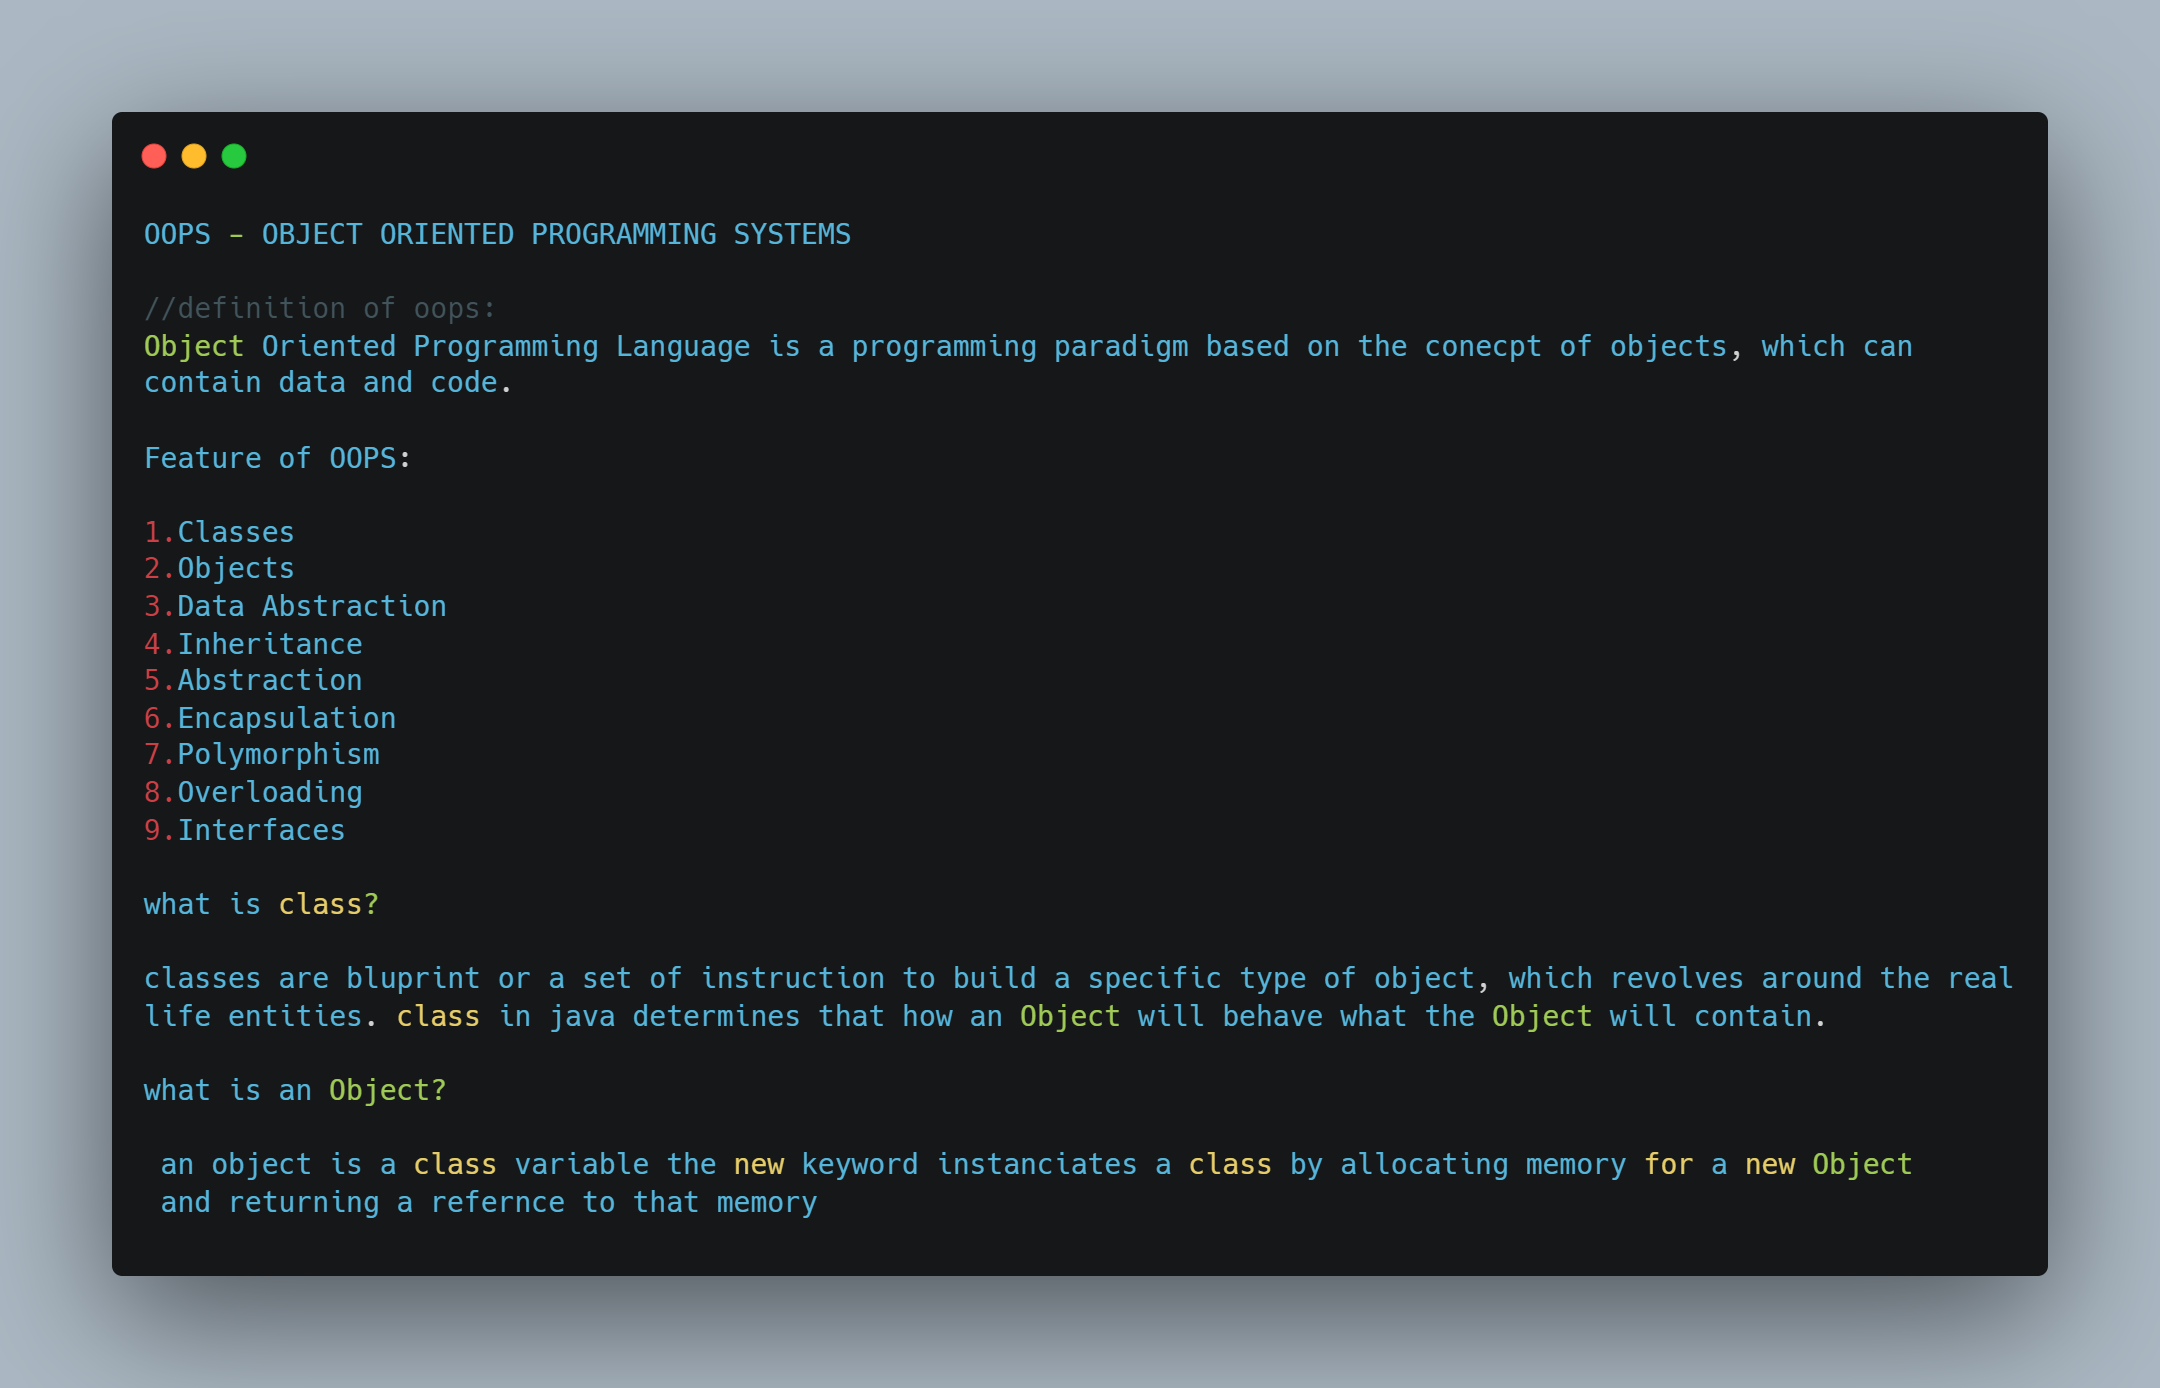 OOPS - OBJECT ORIENTED PROGRAMMING SYSTEMS
//definition of oops:
Object Oriented Programming Language is a programming paradigm based on the conecpt of objects, which can
contain data and code.
Feature of OOPS:
1.Classes
2.Objects
3.Data Abstraction
4.Inheritance
5.Abstraction
6.Encapsulation
7.Polymorphism
8.Overloading
9.Interfaces
what is class?
classes are bluprint or a set of instruction to build a specific type of object, which revolves around the real
life entities. class in java determines that how an Object will behave what the Object will contain.
what is an Object?
an object is a class variable the new keyword instanciates a class by allocating memory for a new Object
and returning a refernce to that memory